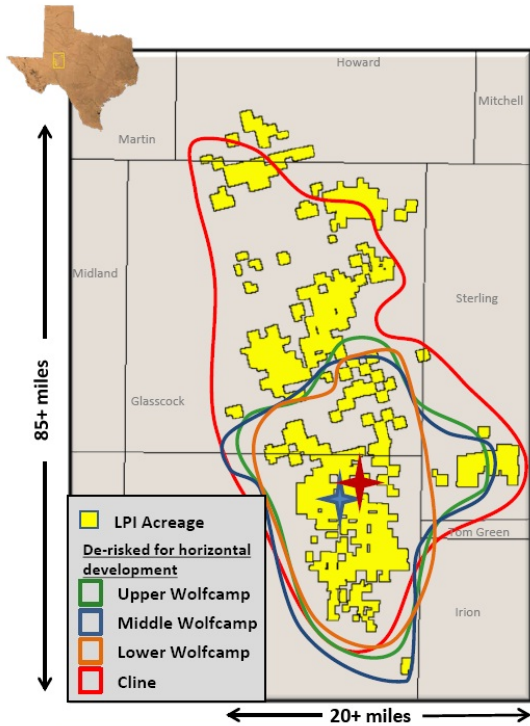 Howard
Mitchell
Martin
Midland
Sterling
Glasscock
85+ miles
LPI Acreage
De-risked for horizontal
development
Upper Wolfcamp
Middle Wolfcamp
Lower Wolfcamp
Cline
Tom Green
Irion
20+ miles